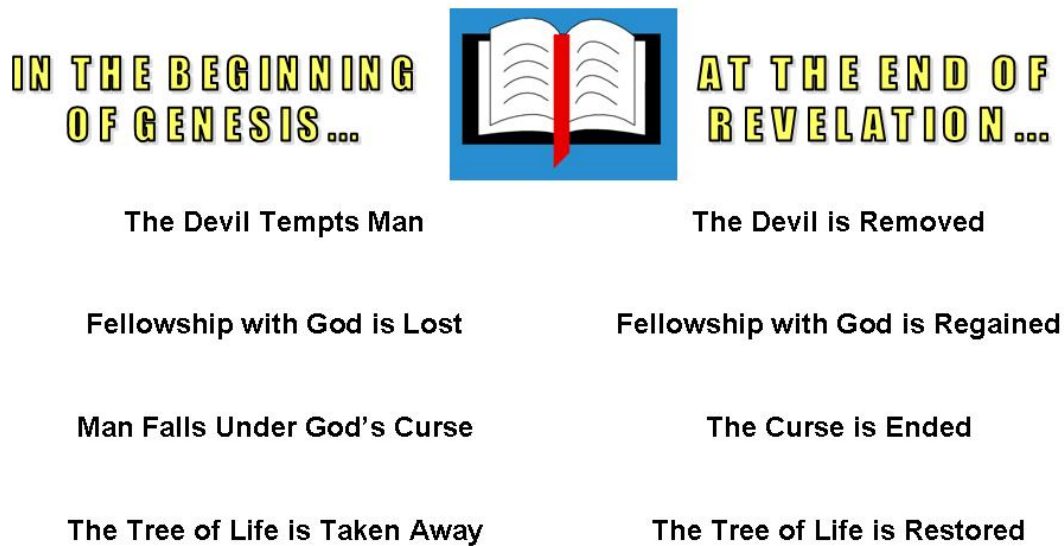 IN THE BEGINNING
OF GENESIS...
AT THE END OF
REVELATION...
The Devil Tempts Man
The Devil is Removed
Fellowship with God is Lost
Fellowship with God is Regained
Man Falls Under God’s Curse
The Curse is Ended
The Tree of Life is Taken Away
The Tree of Life is Restored